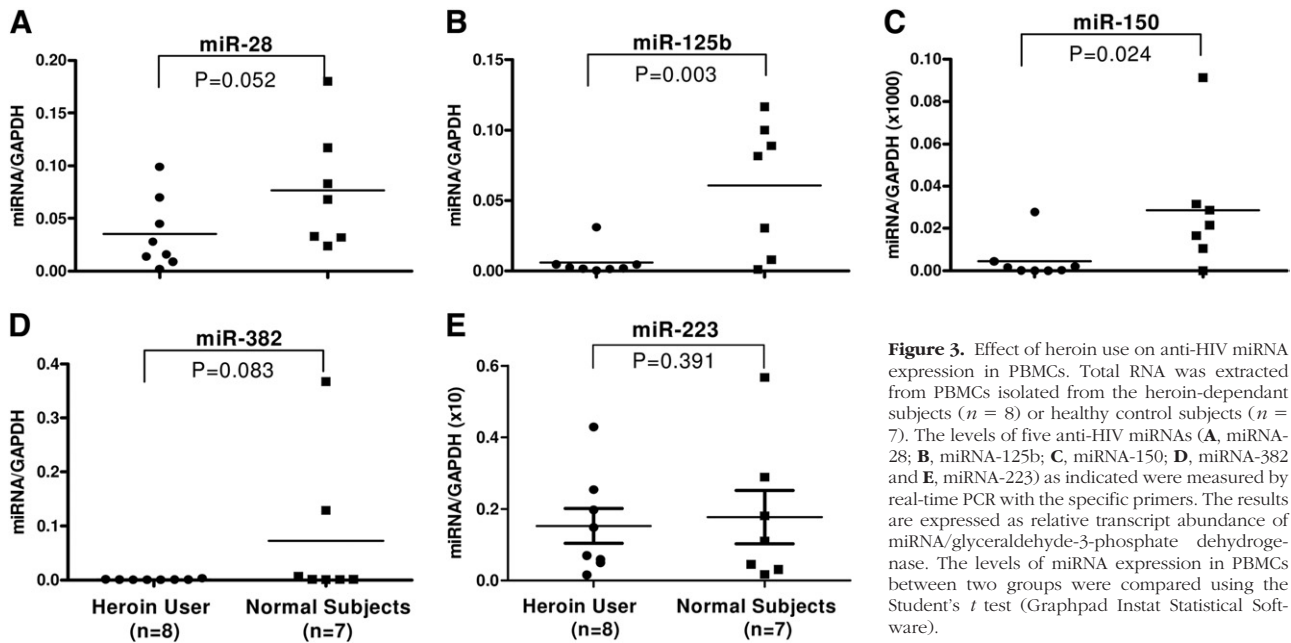 A
miR-28
P=0.052
miRNA/GAPDH
0.20
0.15
0.10
0.05
0.00
B
miR-125b
P=0.003
miRNA/GAPDH
0.15
0.10
0.05
0.00
C
miR-150
P=0.024
miRNA/GAPDH (x1000)
0.10
0.08
0.06
0.04
0.02
0.00
D
miR-382
P=0.083
miRNA/GAPDH
0.4
0.3
0.2
0.1
0.0
Heroin User
(n=8)
Normal Subjects
(n=7)
E
miR-223
P=0.391
miRNA/GAPDH (x10)
0.6
0.4
0.2
0.0
Heroin User
(n=8)
Normal Subjects
(n=7)
Figure 3. Effect of heroin use on anti-HIV miRNA
expression in PBMCs. Total RNA was extracted
from PBMCs isolated from the heroin-dependant
subjects (n = 8) or healthy control subjects (n =
7). The levels of five anti-HIV miRNAs (A, miRNA-
28; B, miRNA-125b; C, miRNA-150; D, miRNA-382
and E, miRNA-223) as indicated were measured by
real-time PCR with the specific primers. The results
are expressed as relative transcript abundance of
miRNA/glyceraldehyde-3-phosphate dehydroge-
nase. The levels of miRNA expression in PBMCs
between two groups were compared using the
Student's t test (Graphpad Instat Statistical Soft-
ware).